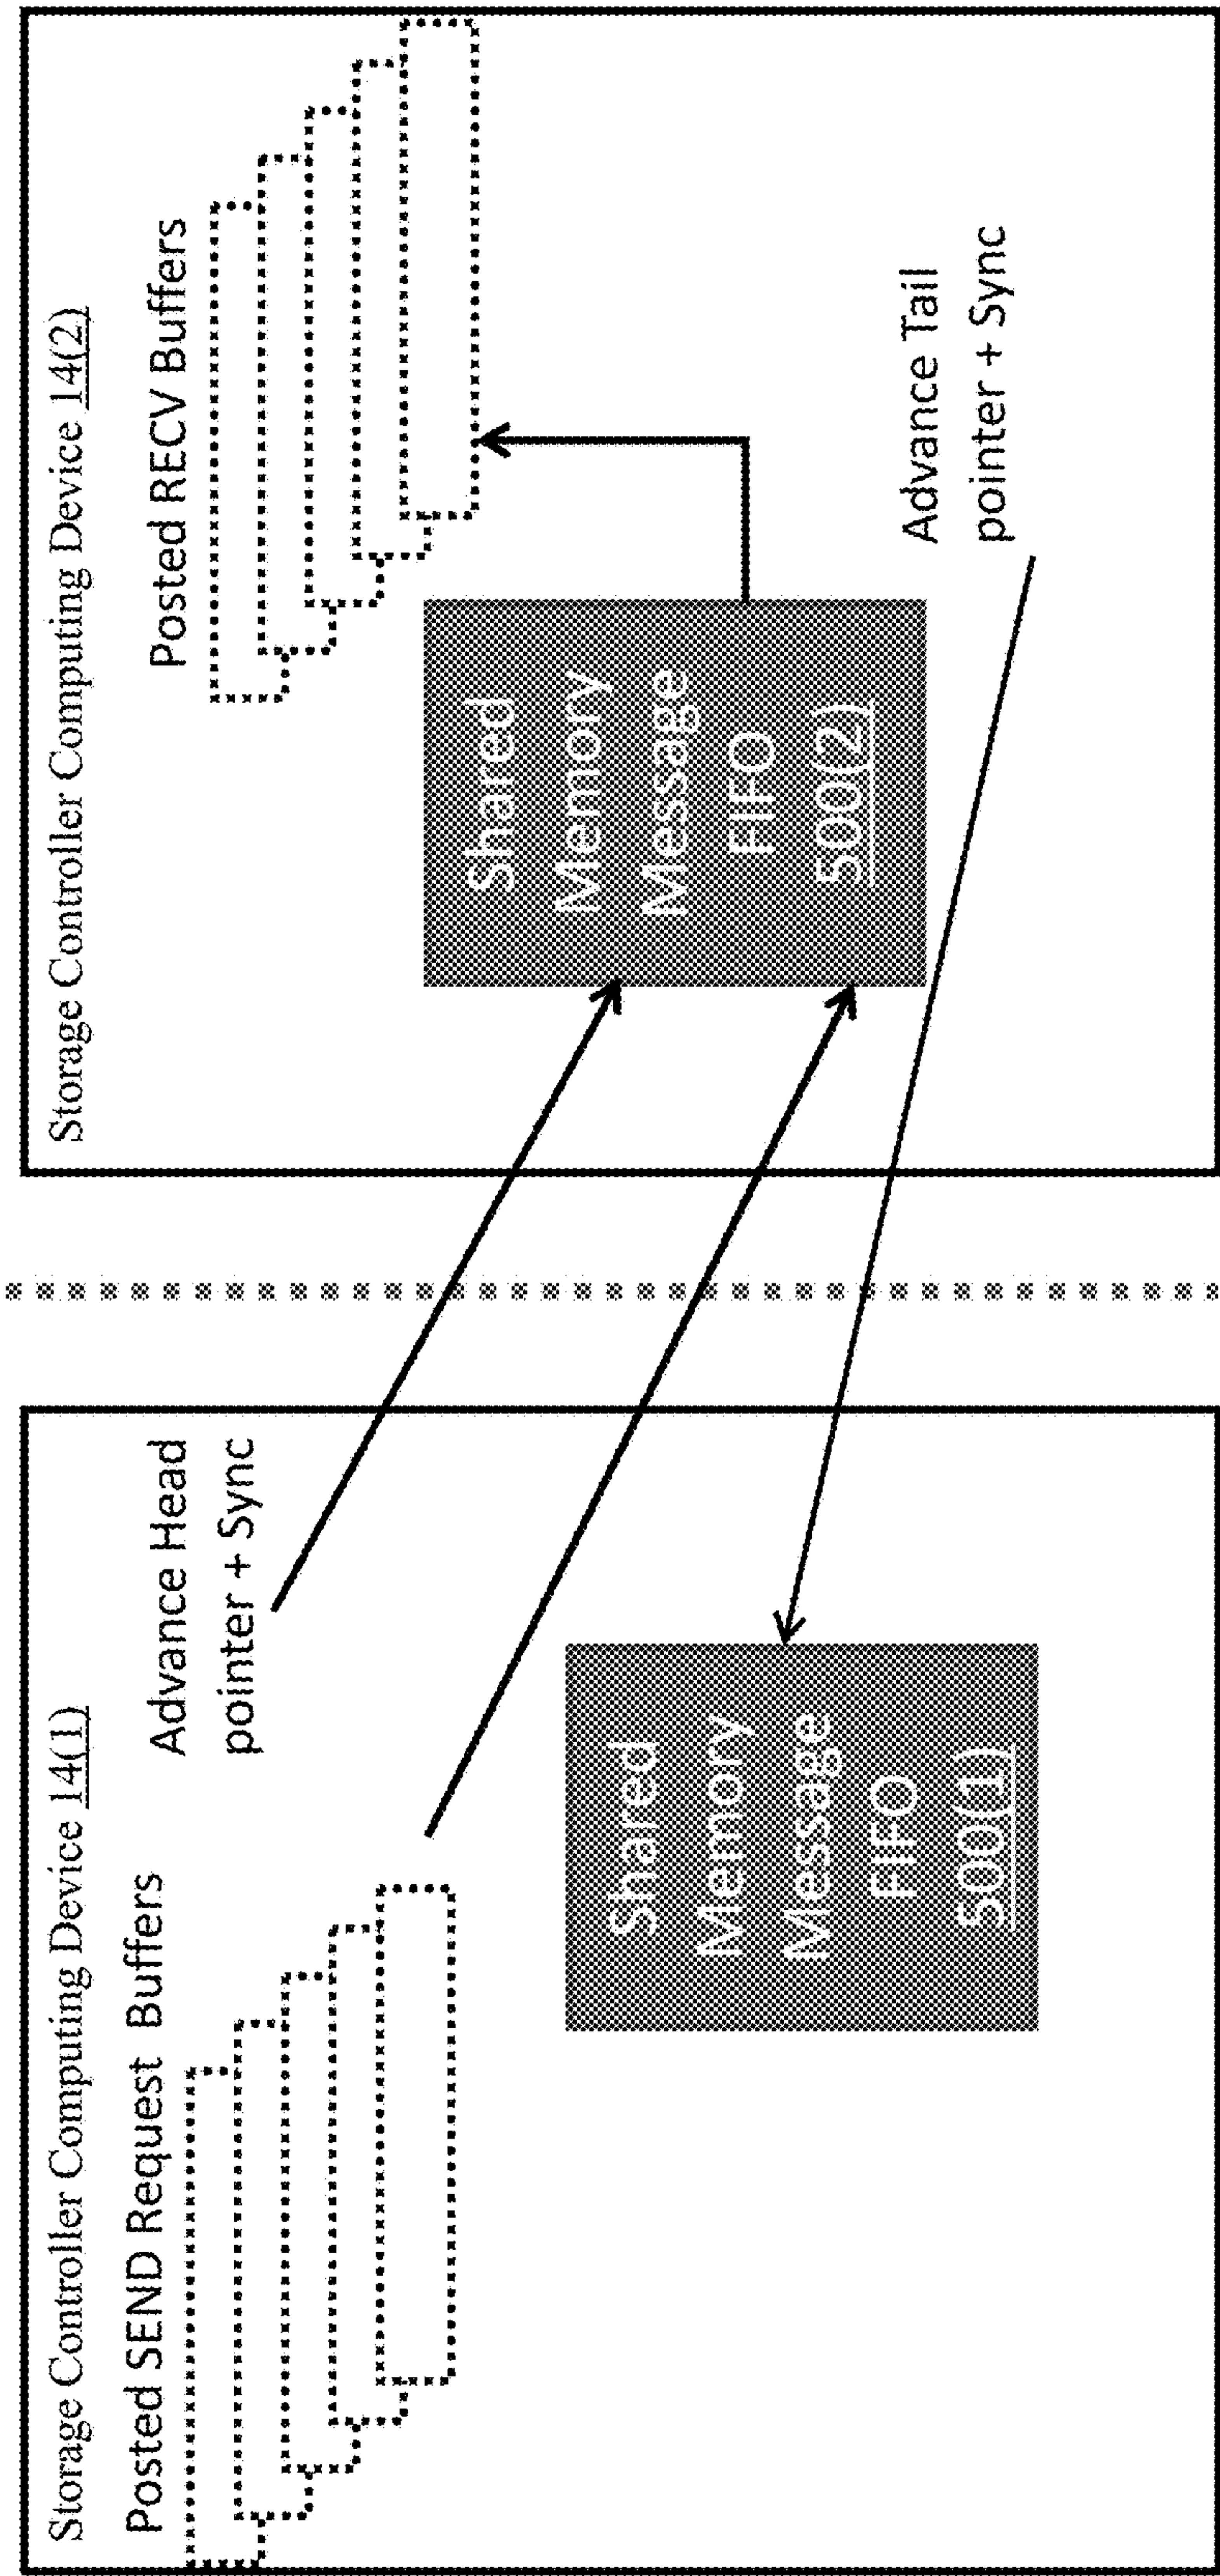 Storage Controller Computing Device 14(1)
Posted SEND Request Buffers
Advance Head
pointer + Sync
Shared
Memory
Message
FIFO
500(1)
Storage Controller Computing Device 14(2)
Posted RECV Buffers
Shared
Memory
Message
FIFO
500(2)
Advance Tail
pointer + Sync